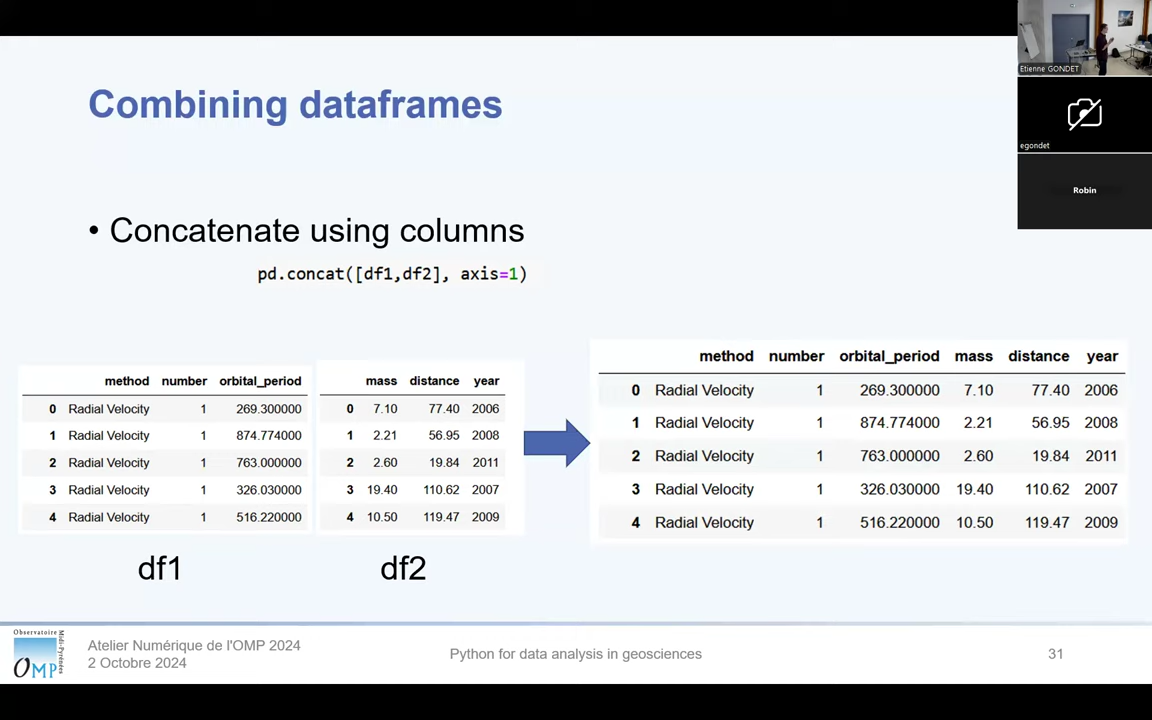 Combining dataframes
• Concatenate using columns
pd.concat([df1,df2], axis=1)
method number orbital_period
0 Radial Velocity 1 269.300000
1 Radial Velocity 1 874.774000
2 Radial Velocity 1 763.000000
3 Radial Velocity 1 326.030000
4 Radial Velocity 1 516.220000
df1
mass distance year
0 7.10 77.40 2006
1 2.21 56.95 2008
2 2.60 19.84 2011
3 19.40 110.62 2007
4 10.50 119.47 2009
df2
method number orbital_period mass distance year
0 Radial Velocity 1 269.300000 7.10 77.40 2006
1 Radial Velocity 1 874.774000 2.21 56.95 2008
2 Radial Velocity 1 763.000000 2.60 19.84 2011
3 Radial Velocity 1 326.030000 19.40 110.62 2007
4 Radial Velocity 1 516.220000 10.50 119.47 2009
Observatoire Midi-Pyrénées
OMP
Atelier Numérique de l'OMP 2024
2 Octobre 2024
Python for data analysis in geosciences
31
Etienne GONDET
egondet
Robin